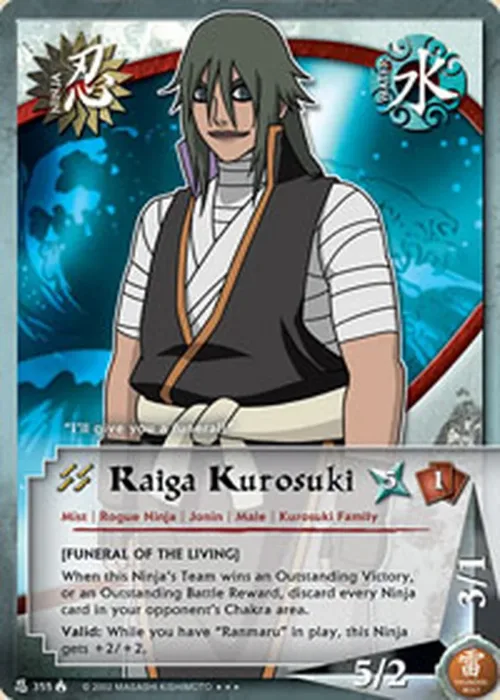 NINJA
忍
WATER
水
"I'll give you a funeral!"
Raiga Kurosuki
5
1
Mist | Rogue Ninja | Jonin | Male | Kurosuki Family
[FUNERAL OF THE LIVING]
When this Ninja's Team wins an Outstanding Victory,
or an Outstanding Battle Reward, discard every Ninja
card in your opponent's Chakra area.
Valid: While you have "Ranmaru" in play, this Ninja
gets +2/+2.
3/1
5/2
355
© 2002 MASASHI KISHIMOTO